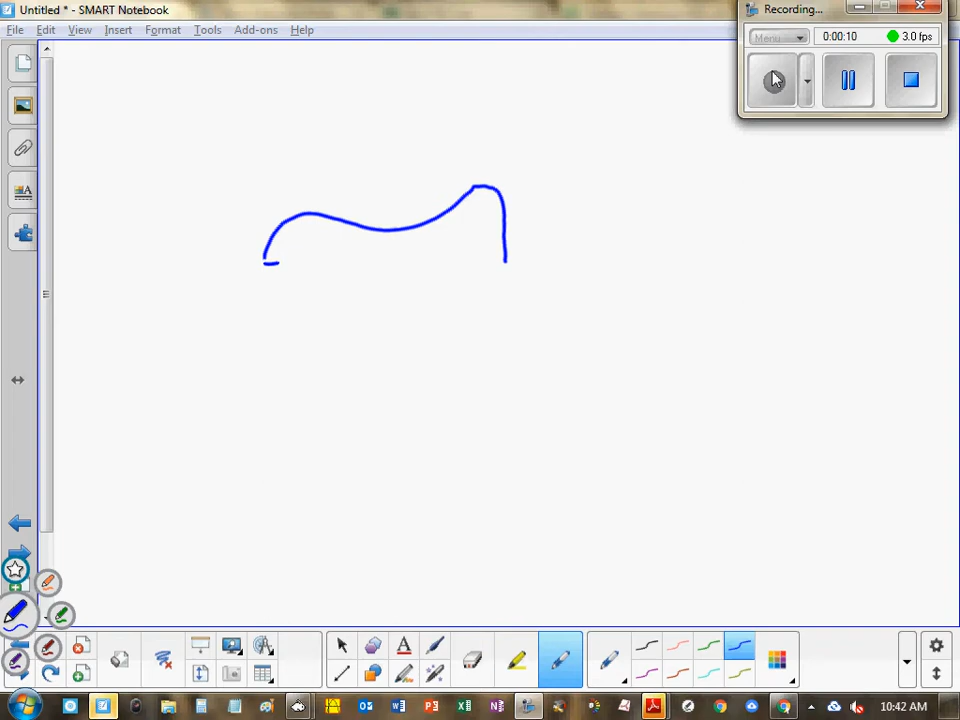 Untitled * - SMART Notebook
Recording...
File Edit View Insert Format Tools Add-ons Help
Menu 0:00:10 3.0 fps
10:42 AM